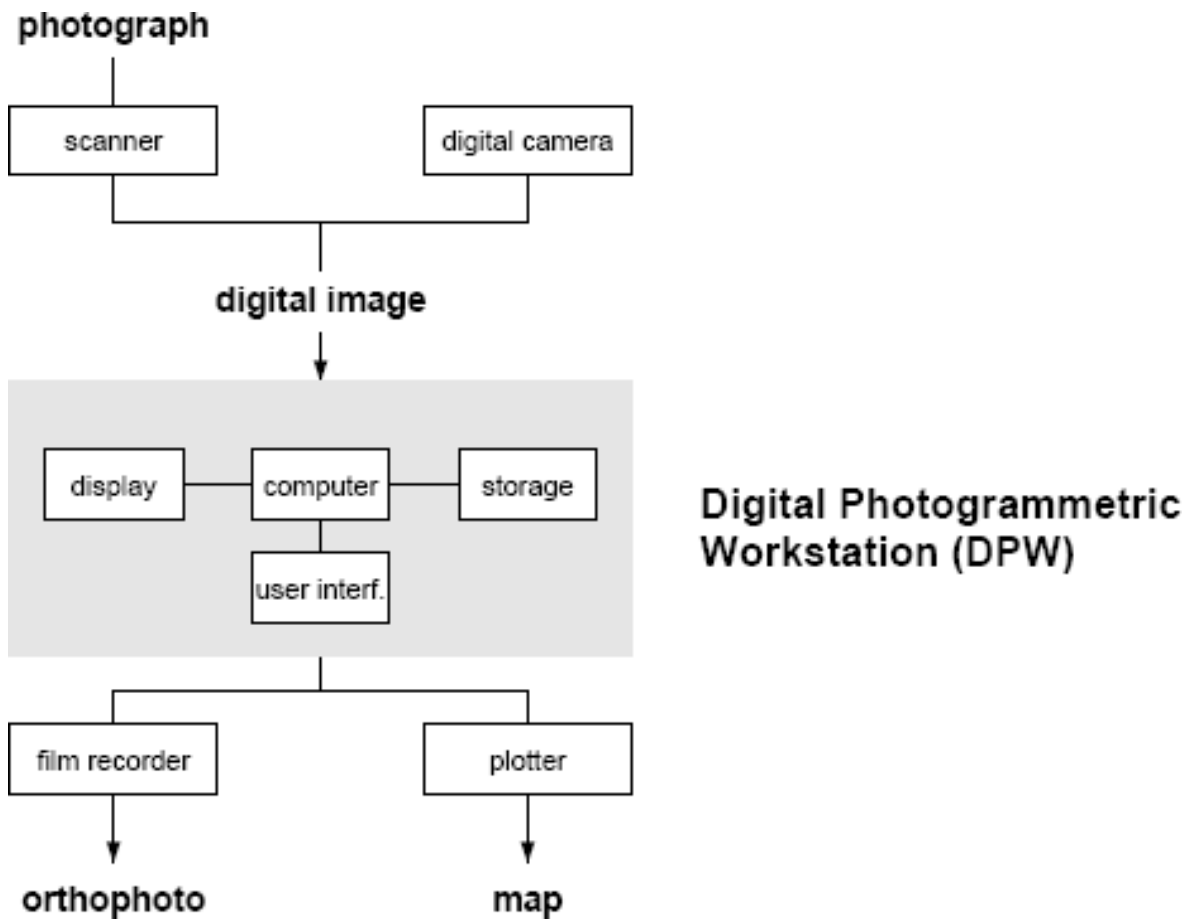 photograph
scanner
digital camera
digital image
display
computer
storage
user interf.
Digital Photogrammetric
Workstation (DPW)
film recorder
plotter
orthophoto
map